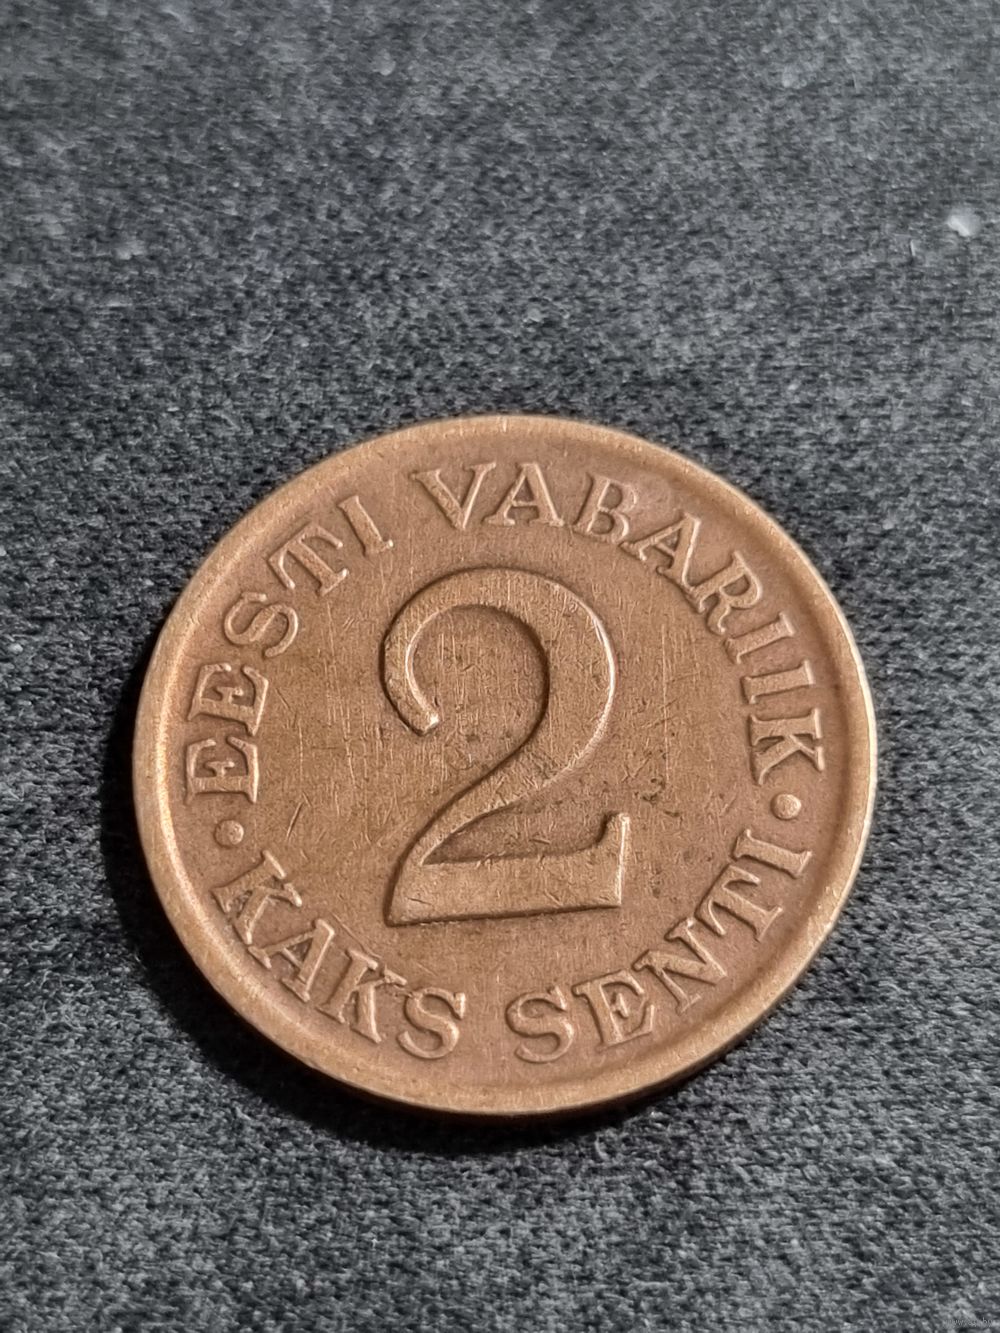 EESTI VABARIIK
2
KAKS SENTI